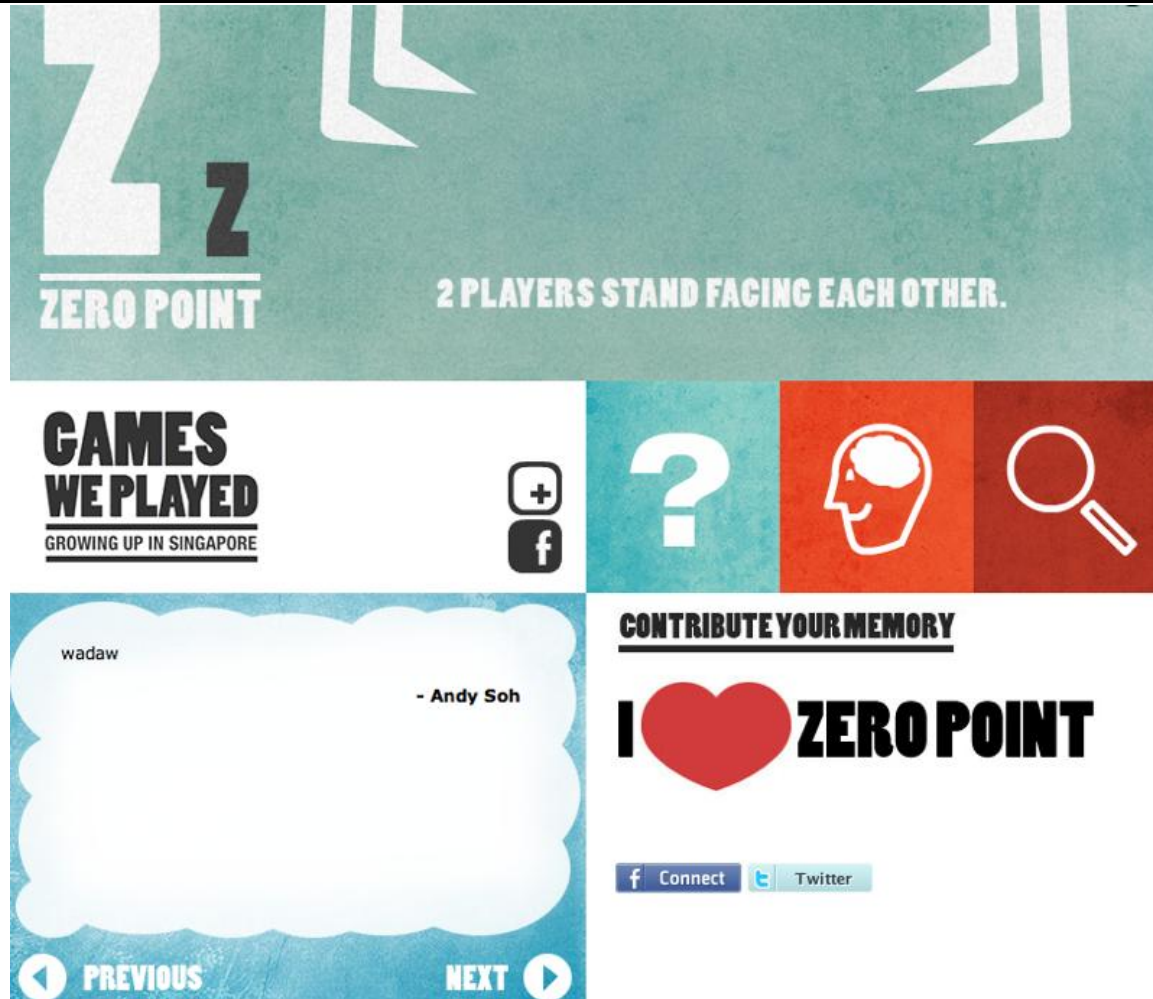 Z z
ZERO POINT
2 PLAYERS STAND FACING EACH OTHER.
GAMES
WE PLAYED
GROWING UP IN SINGAPORE
+
f
?
wadaw
- Andy Soh
PREVIOUS
NEXT
CONTRIBUTE YOUR MEMORY
I ZERO POINT
f Connect
t Twitter